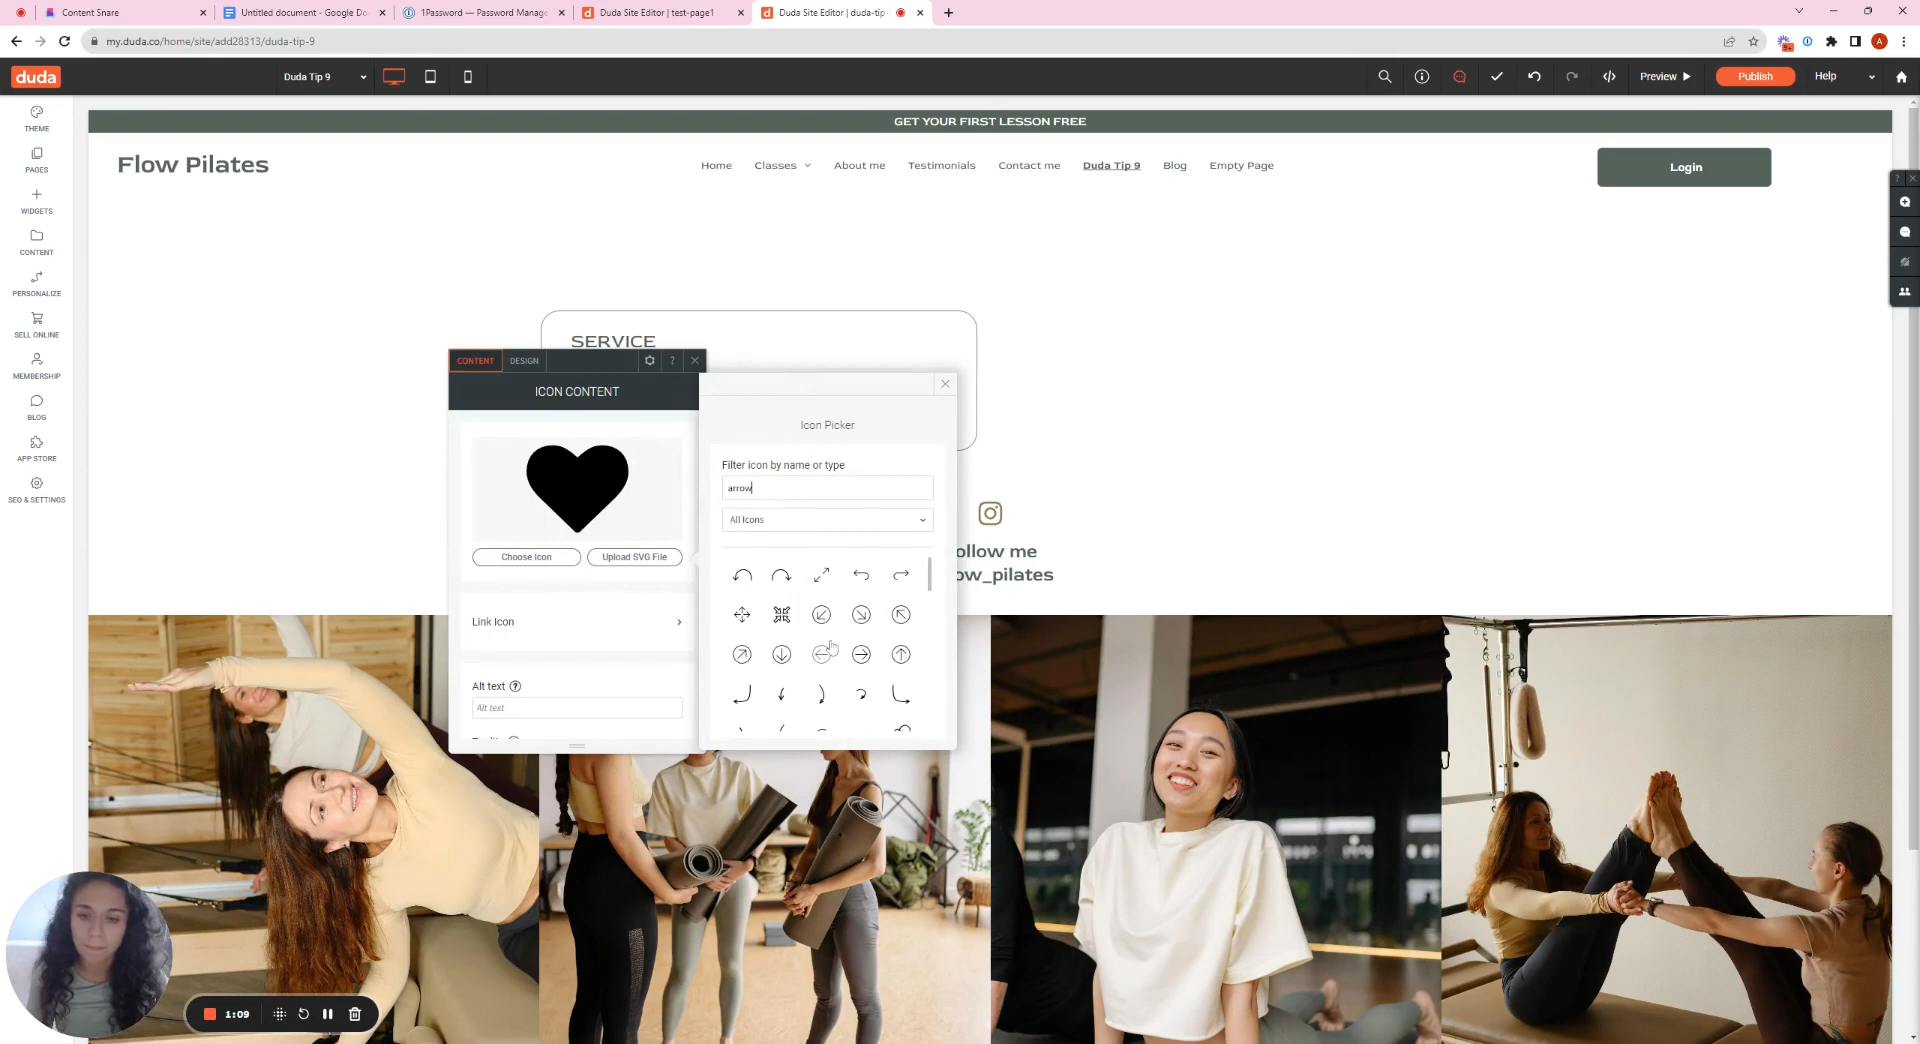 Content Snare
Untitled document - Google Do
1Password — Password Manage
Duda Site Editor | test-page1
Duda Site Editor | duda-tip-
my.duda.co/home/site/add28313/duda-tip-9
A
duda
Duda Tip 9
Preview
Publish
Help
THEME
PAGES
WIDGETS
CONTENT
PERSONALIZE
SELL ONLINE
MEMBERSHIP
BLOG
APP STORE
SEO & SETTINGS
GET YOUR FIRST LESSON FREE
Flow Pilates
Home
Classes
About me
Testimonials
Contact me
Duda Tip 9
Blog
Empty Page
Login
SERVICE
CONTENT
DESIGN
?
ICON CONTENT
Choose Icon
Upload SVG File
Link Icon
Alt text
Alt text
Icon Picker
Filter icon by name or type
arrow
All Icons
ollow me
ow_pilates
1:09